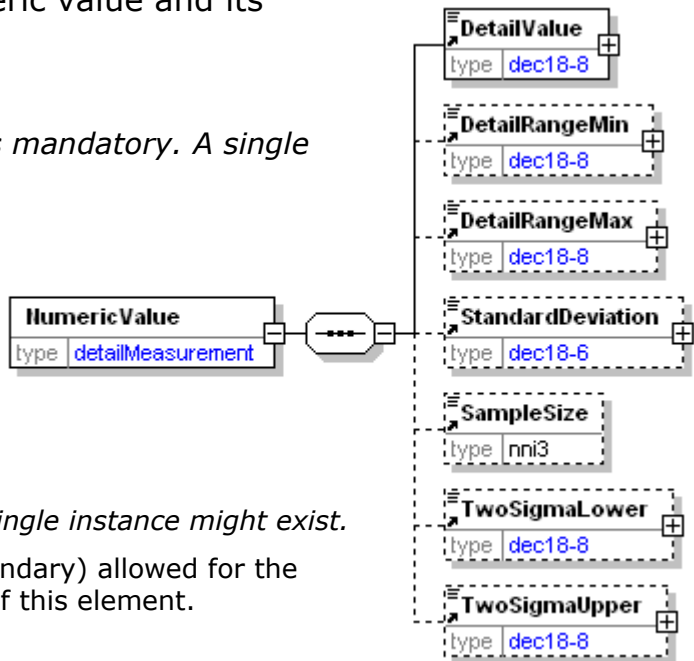 eric value and its
s mandatory. A single
ingle instance might exist.
ndary) allowed for the
f this element.
NumericValue
type detailMeasurement
DetailValue
type dec18-8
DetailRangeMin
type dec18-8
DetailRangeMax
type dec18-8
StandardDeviation
type dec18-6
SampleSize
type nni3
TwoSigmaLower
type dec18-8
TwoSigmaUpper
type dec18-8